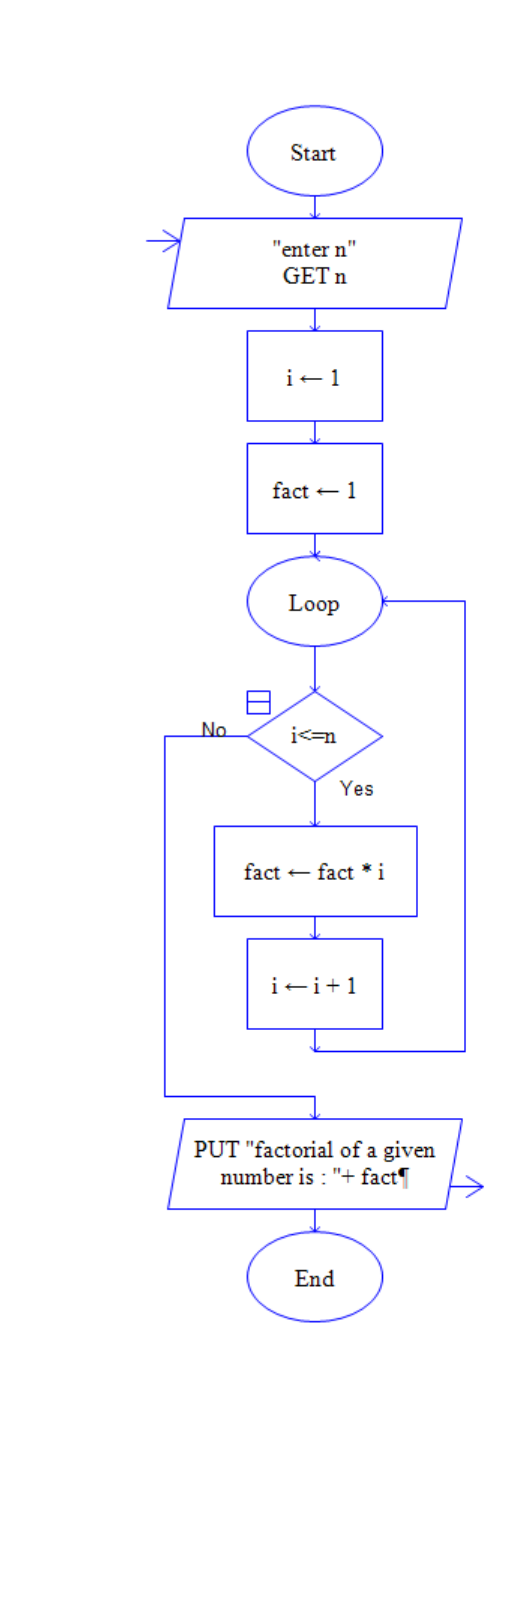 Start
"enter n"
GET n
i ← 1
fact ← 1
Loop
No
i<=n
Yes
fact ← fact * i
i ← i + 1
PUT "factorial of a given
number is : "+ fact¶
End